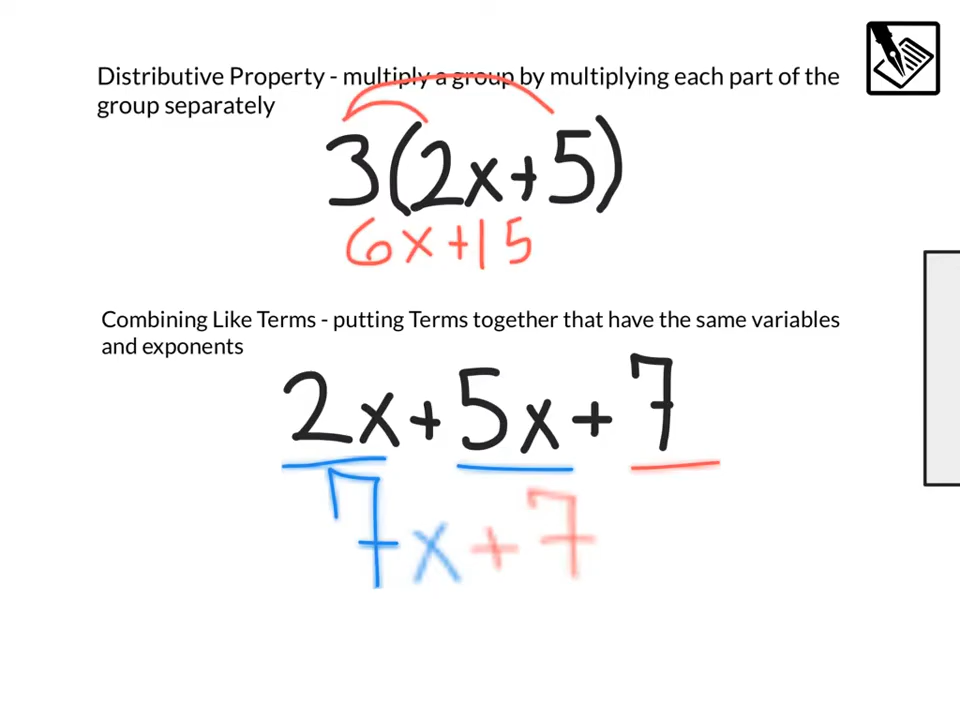 Distributive Property - multiply a group by multiplying each part of the
group separately
3(2x+5)
6x+15
Combining Like Terms - putting Terms together that have the same variables
and exponents
2x+5x+7
7x+7